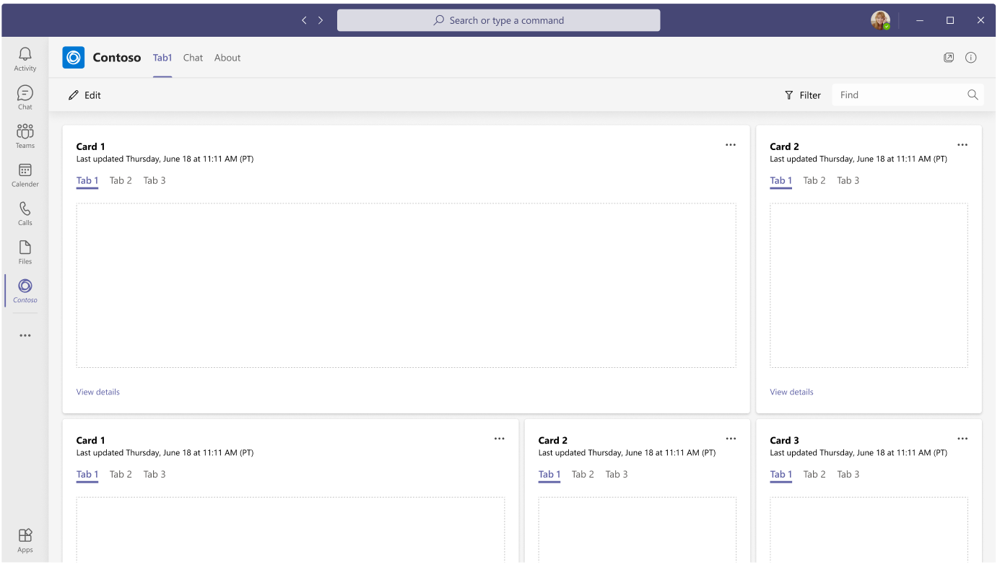 Search or type a command
Activity
Chat
Teams
Calender
Calls
Files
Contoso
Apps
Contoso Tab1 Chat About
Edit
Filter Find
Card 1
Last updated Thursday, June 18 at 11:11 AM (PT)
Tab 1 Tab 2 Tab 3
View details
Card 2
Last updated Thursday, June 18 at 11:11 AM (PT)
Tab 1 Tab 2 Tab 3
View details
Card 1
Last updated Thursday, June 18 at 11:11 AM (PT)
Tab 1 Tab 2 Tab 3
Card 2
Last updated Thursday, June 18 at 11:11 AM (PT)
Tab 1 Tab 2 Tab 3
Card 3
Last updated Thursday, June 18 at 11:11 AM (PT)
Tab 1 Tab 2 Tab 3